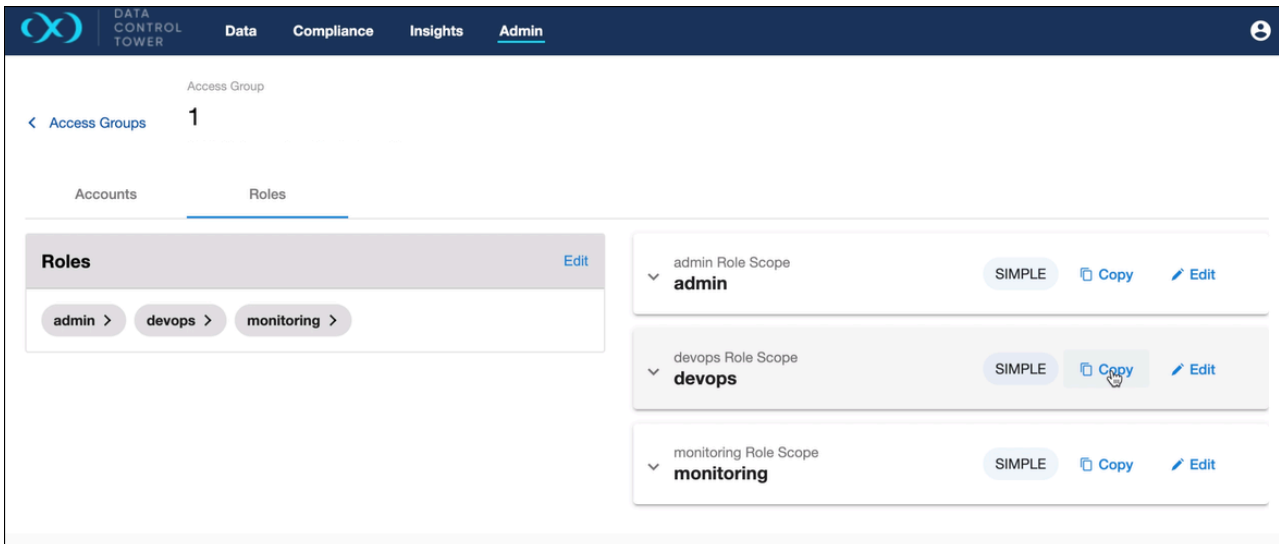 DATA
CONTROL
TOWER
Data Compliance Insights Admin
Access Group
Access Groups
1
Accounts Roles
Roles Edit
admin devops monitoring
admin Role Scope
admin
SIMPLE Copy Edit
devops Role Scope
devops
SIMPLE Copy Edit
monitoring Role Scope
monitoring
SIMPLE Copy Edit